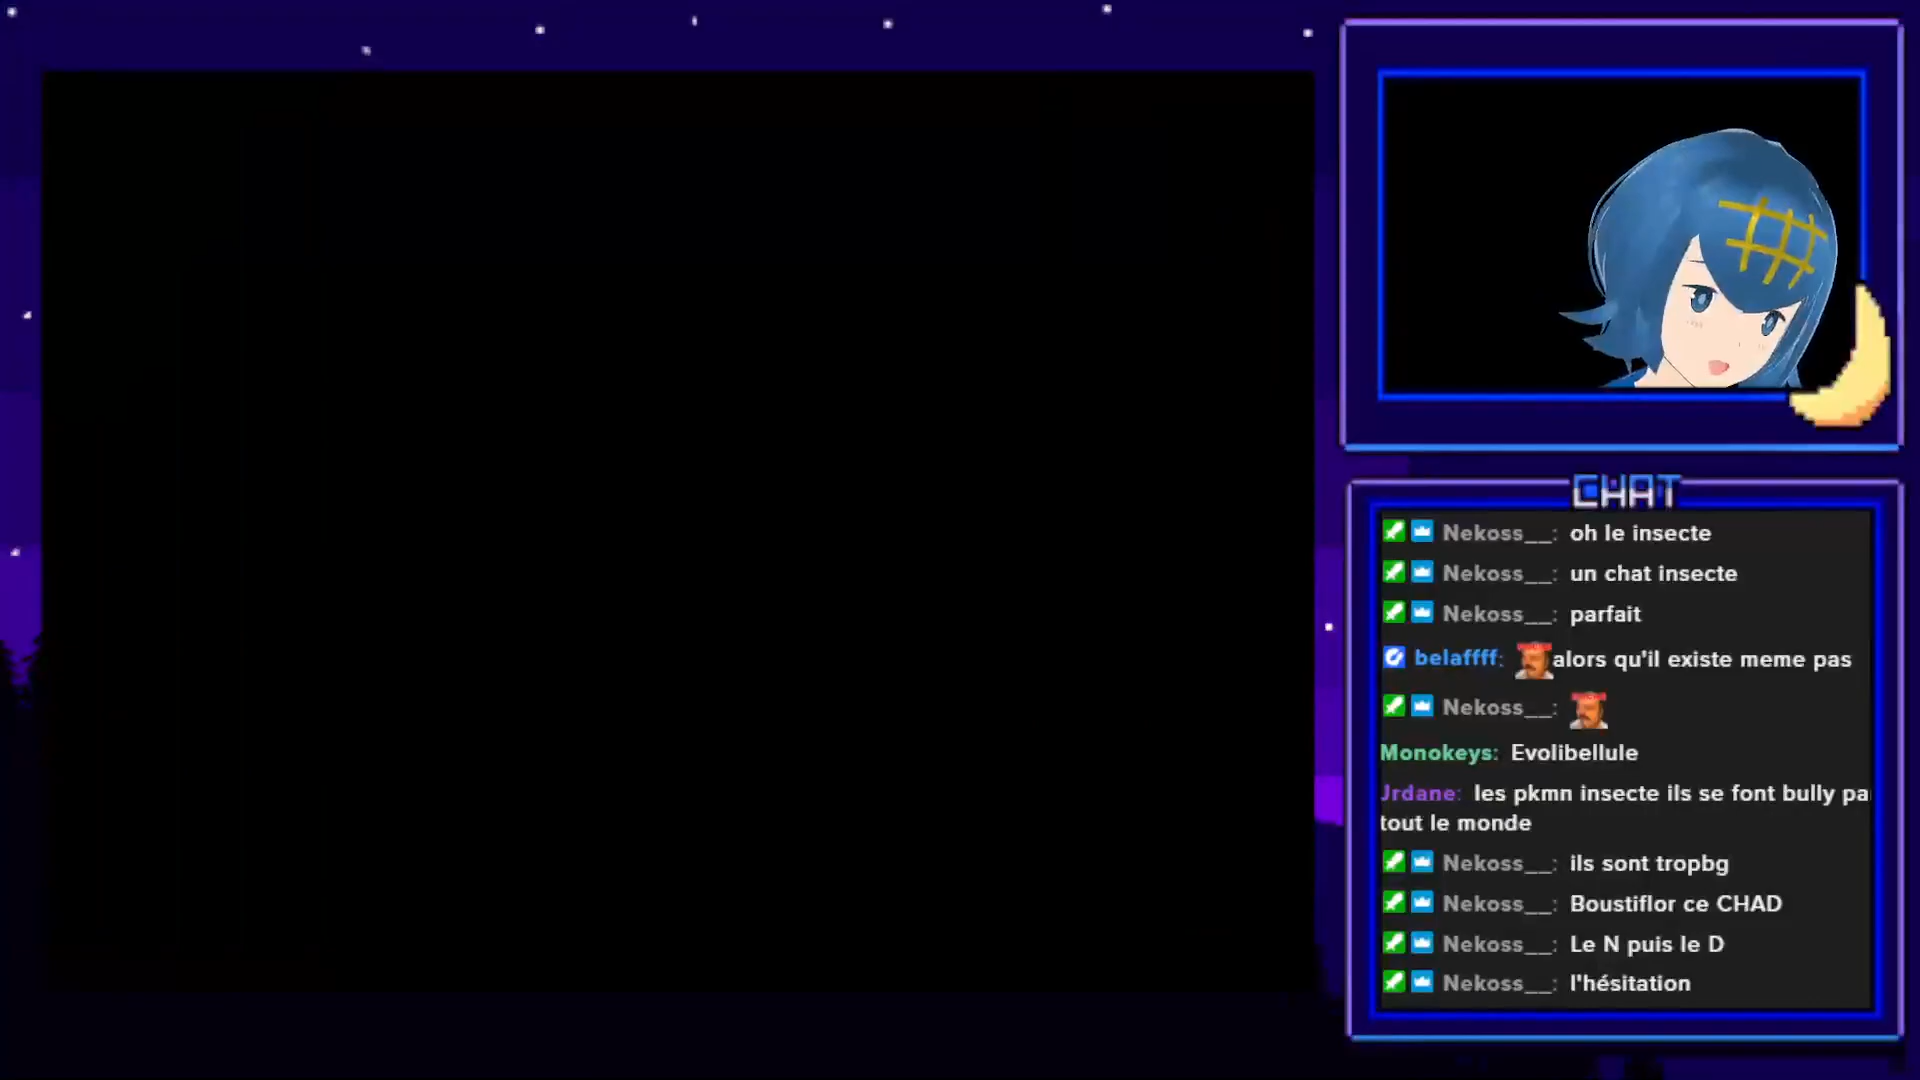 CHAT
Nekoss__: oh le insecte
Nekoss__: un chat insecte
Nekoss__: parfait
belaffff: alors qu'il existe meme pas
Nekoss__:
Monokeys: Evolibellule
Jrdane: les pkmn insecte ils se font bully pa
tout le monde
Nekoss__: ils sont tropbg
Nekoss__: Boustiflor ce CHAD
Nekoss__: Le N puis le D
Nekoss__: l'hésitation